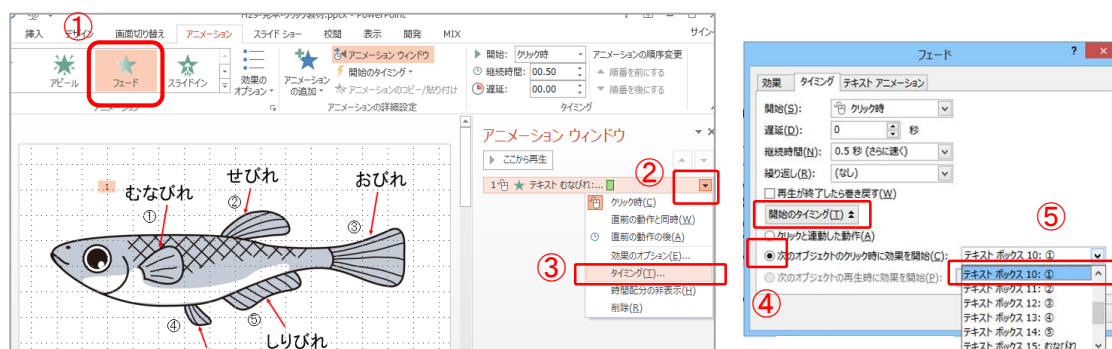 H29-完本-クリック教材.pptx - PowerPoint
①
挿入 デザイン 画面切り替え アニメーション スライド ショー 校閲 表示 開発 MIX サイン
アピール フェード スライドイン
効果の オプション
アニメーション の追加
アニメーション ウィンドウ
開始のタイミング
アニメーションのコピー/貼り付け
開始: クリック時
継続時間: 00.50
遅延: 00.00
アニメーションの順序変更
順番を前にする
順番を後にする
アニメーション アニメーションの詳細設定 タイミング
1
むなびれ
①
せびれ
②
おびれ
③
④
⑤
しりびれ
アニメーション ウィンドウ
ここから再生
②
1 テキスト むなびれ:...
クリック時(C)
直前の動作と同時(W)
直前の動作の後(A)
効果のオプション(E)...
③
タイミング(T)...
時間配分の非表示(H)
削除(R)
フェード
? ×
効果 タイミング テキスト アニメーション
開始(S): クリック時
遅延(D): 0 秒
継続時間(N): 0.5 秒 (さらに速く)
繰り返し(R): (なし)
再生が終了したら巻き戻す(W)
開始のタイミング(T)
⑤
クリックと連動した動作(A)
次のオブジェクトのクリック時に効果を開始(C): テキスト ボックス 10: ①
次のオブジェクトの再生時に効果を開始(P):
④
テキスト ボックス 10: ①
テキスト ボックス 11: ②
テキスト ボックス 12: ③
テキスト ボックス 13: ④
テキスト ボックス 14: ⑤
テキスト ボックス 15: むなびれ